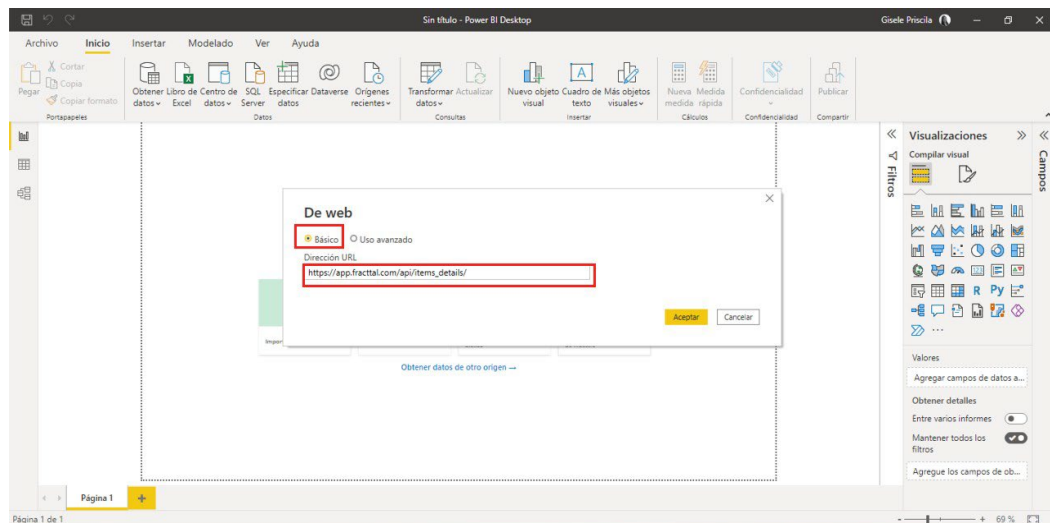 Sin título - Power BI Desktop
Gisele Priscila
Archivo Inicio Insertar Modelado Ver Ayuda
Pegar
Cortar
Copia
Copiar formato
Portapapeles
Obtener datos
Libro de Excel
Centro de datos
SQL Server
Especificar datos
Dataverse
Orígenes recientes
Datos
Transformar datos
Actualizar
Consultas
Nuevo objeto visual
Cuadro de texto
Más objetos visuales
Insertar
Nueva medida
Medida rápida
Cálculos
Confidencialidad
Confidencialidad
Publicar
Compartir
De web
Básico Uso avanzado
Dirección URL
https://app.fracttal.com/api/items_details/
Aceptar Cancelar
Obtener datos de otro origen →
Filtros
Visualizaciones
Compilar visual
R Py
Valores
Agregar campos de datos a...
Obtener detalles
Entre varios informes
Mantener todos los
filtros
Agregue los campos de ob...
Campos
Página 1
Página 1 de 1
69 %